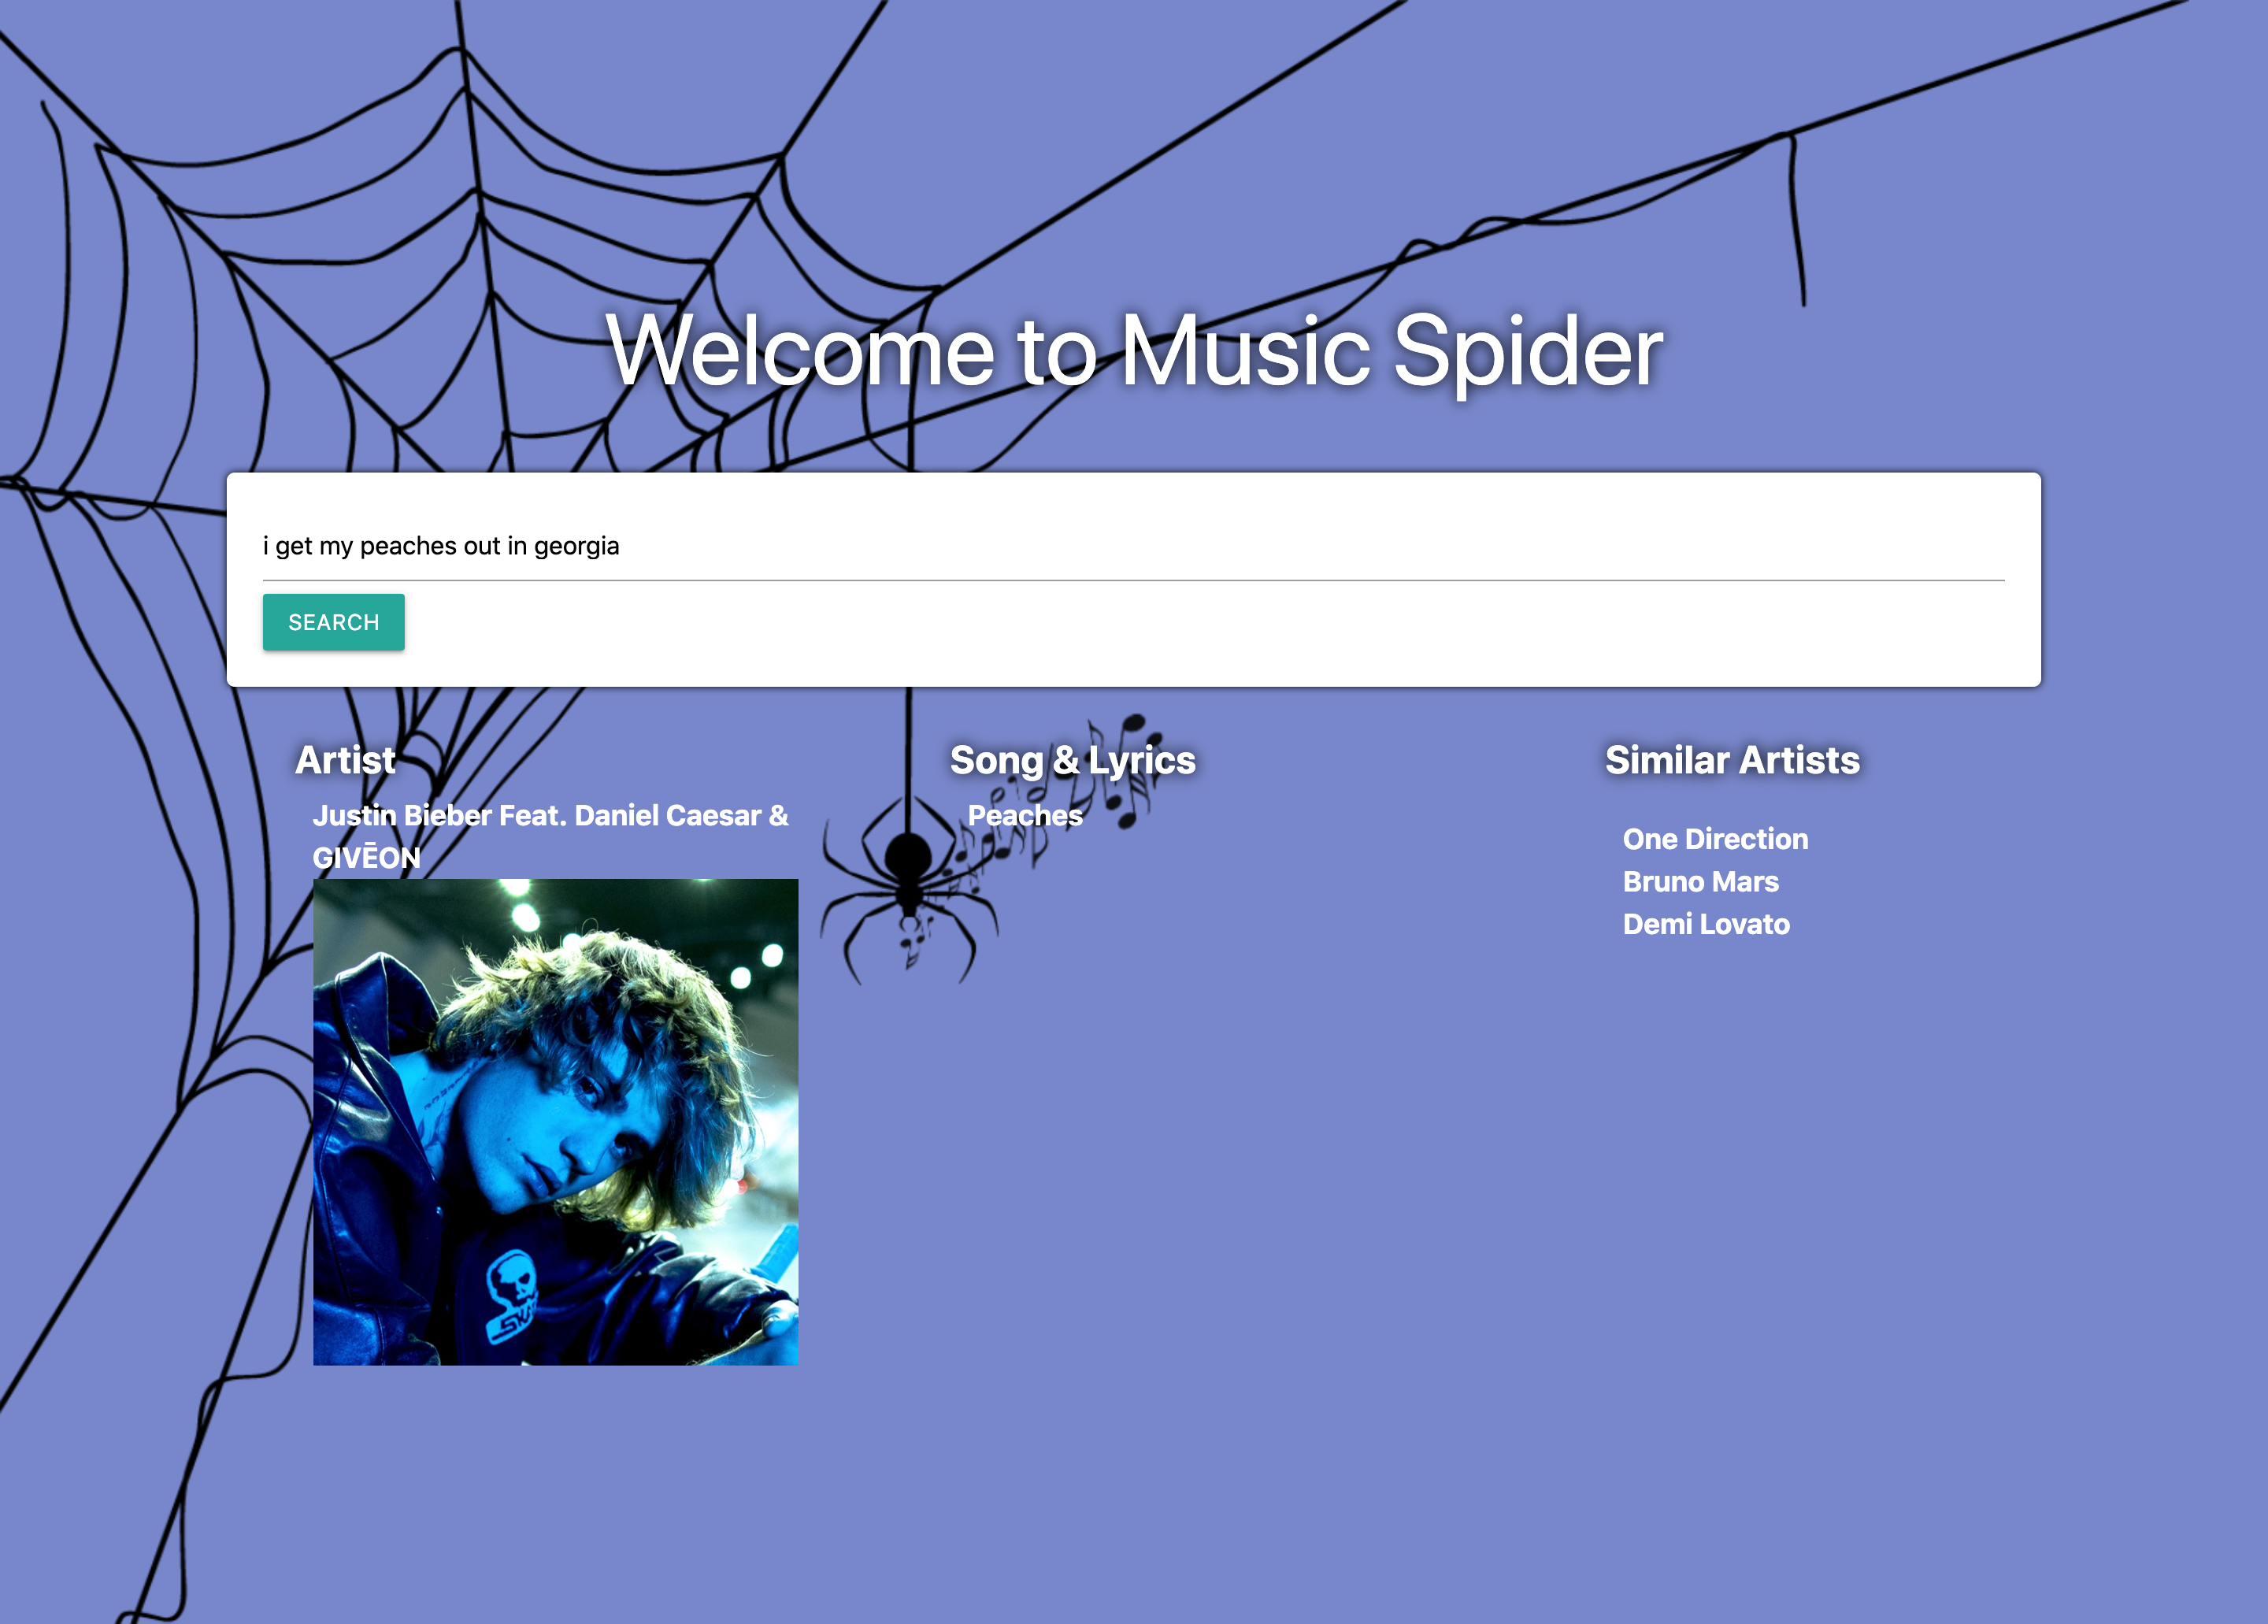 Welcome to Music Spider
i get my peaches out in georgia
SEARCH
Artist
Justin Bieber Feat. Daniel Caesar &
GIVĒON
Song & Lyrics
Peaches
Similar Artists
One Direction
Bruno Mars
Demi Lovato